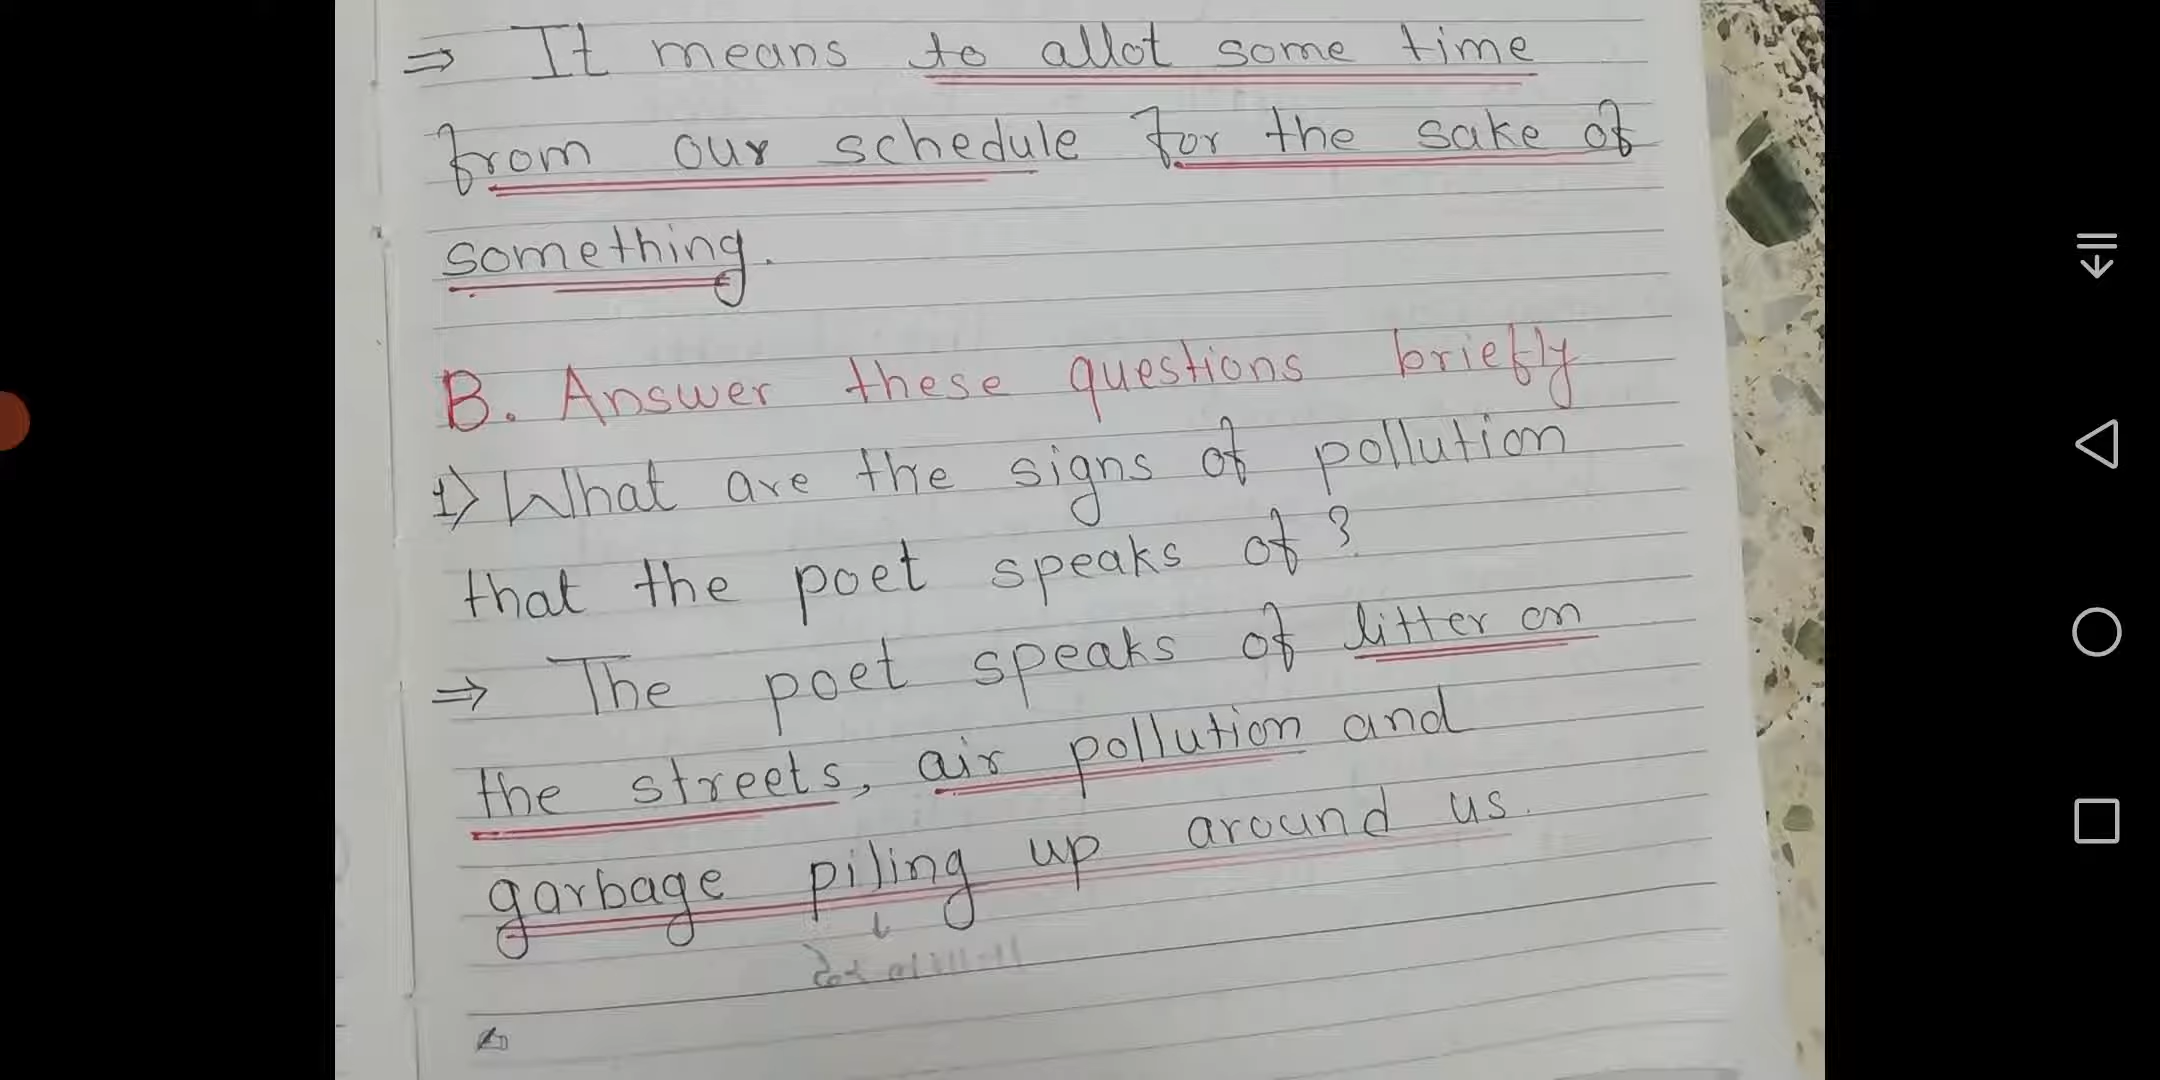 ⇒ It means to allot some time
from our schedule for the sake of
something.
B. Answer these questions briefly
1) What are the signs of pollution
that the poet speaks of?
⇒ The poet speaks of litter on
the streets, air pollution and
garbage piling up around us.